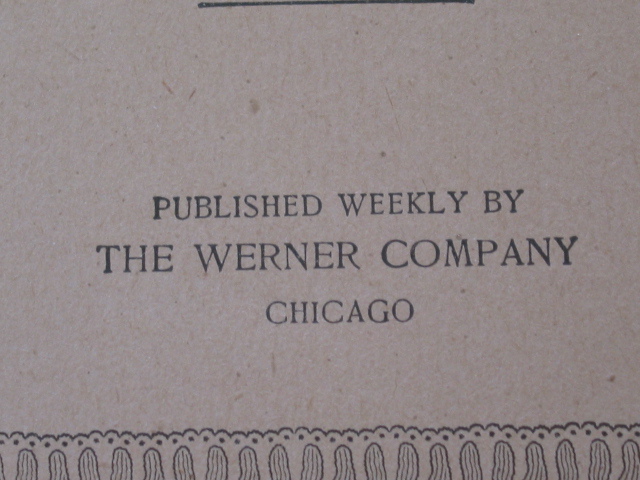 PUBLISHED WEEKLY BY
THE WERNER COMPANY
CHICAGO